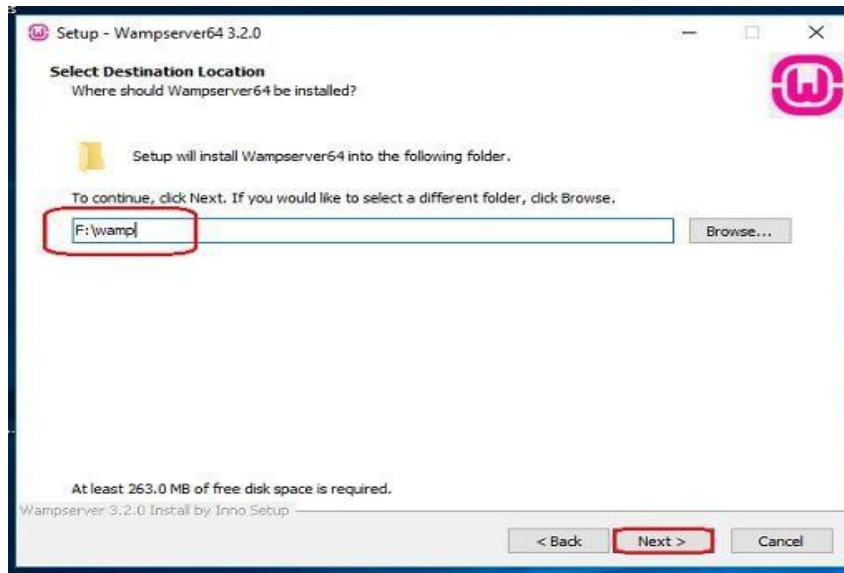 Setup - Wampserver64 3.2.0
Select Destination Location
Where should Wampserver64 be installed?
Setup will install Wampserver64 into the following folder.
To continue, click Next. If you would like to select a different folder, click Browse.
F:\wamp
Browse...
At least 263.0 MB of free disk space is required.
Wampserver 3.2.0 Install by Inno Setup
< Back Next > Cancel